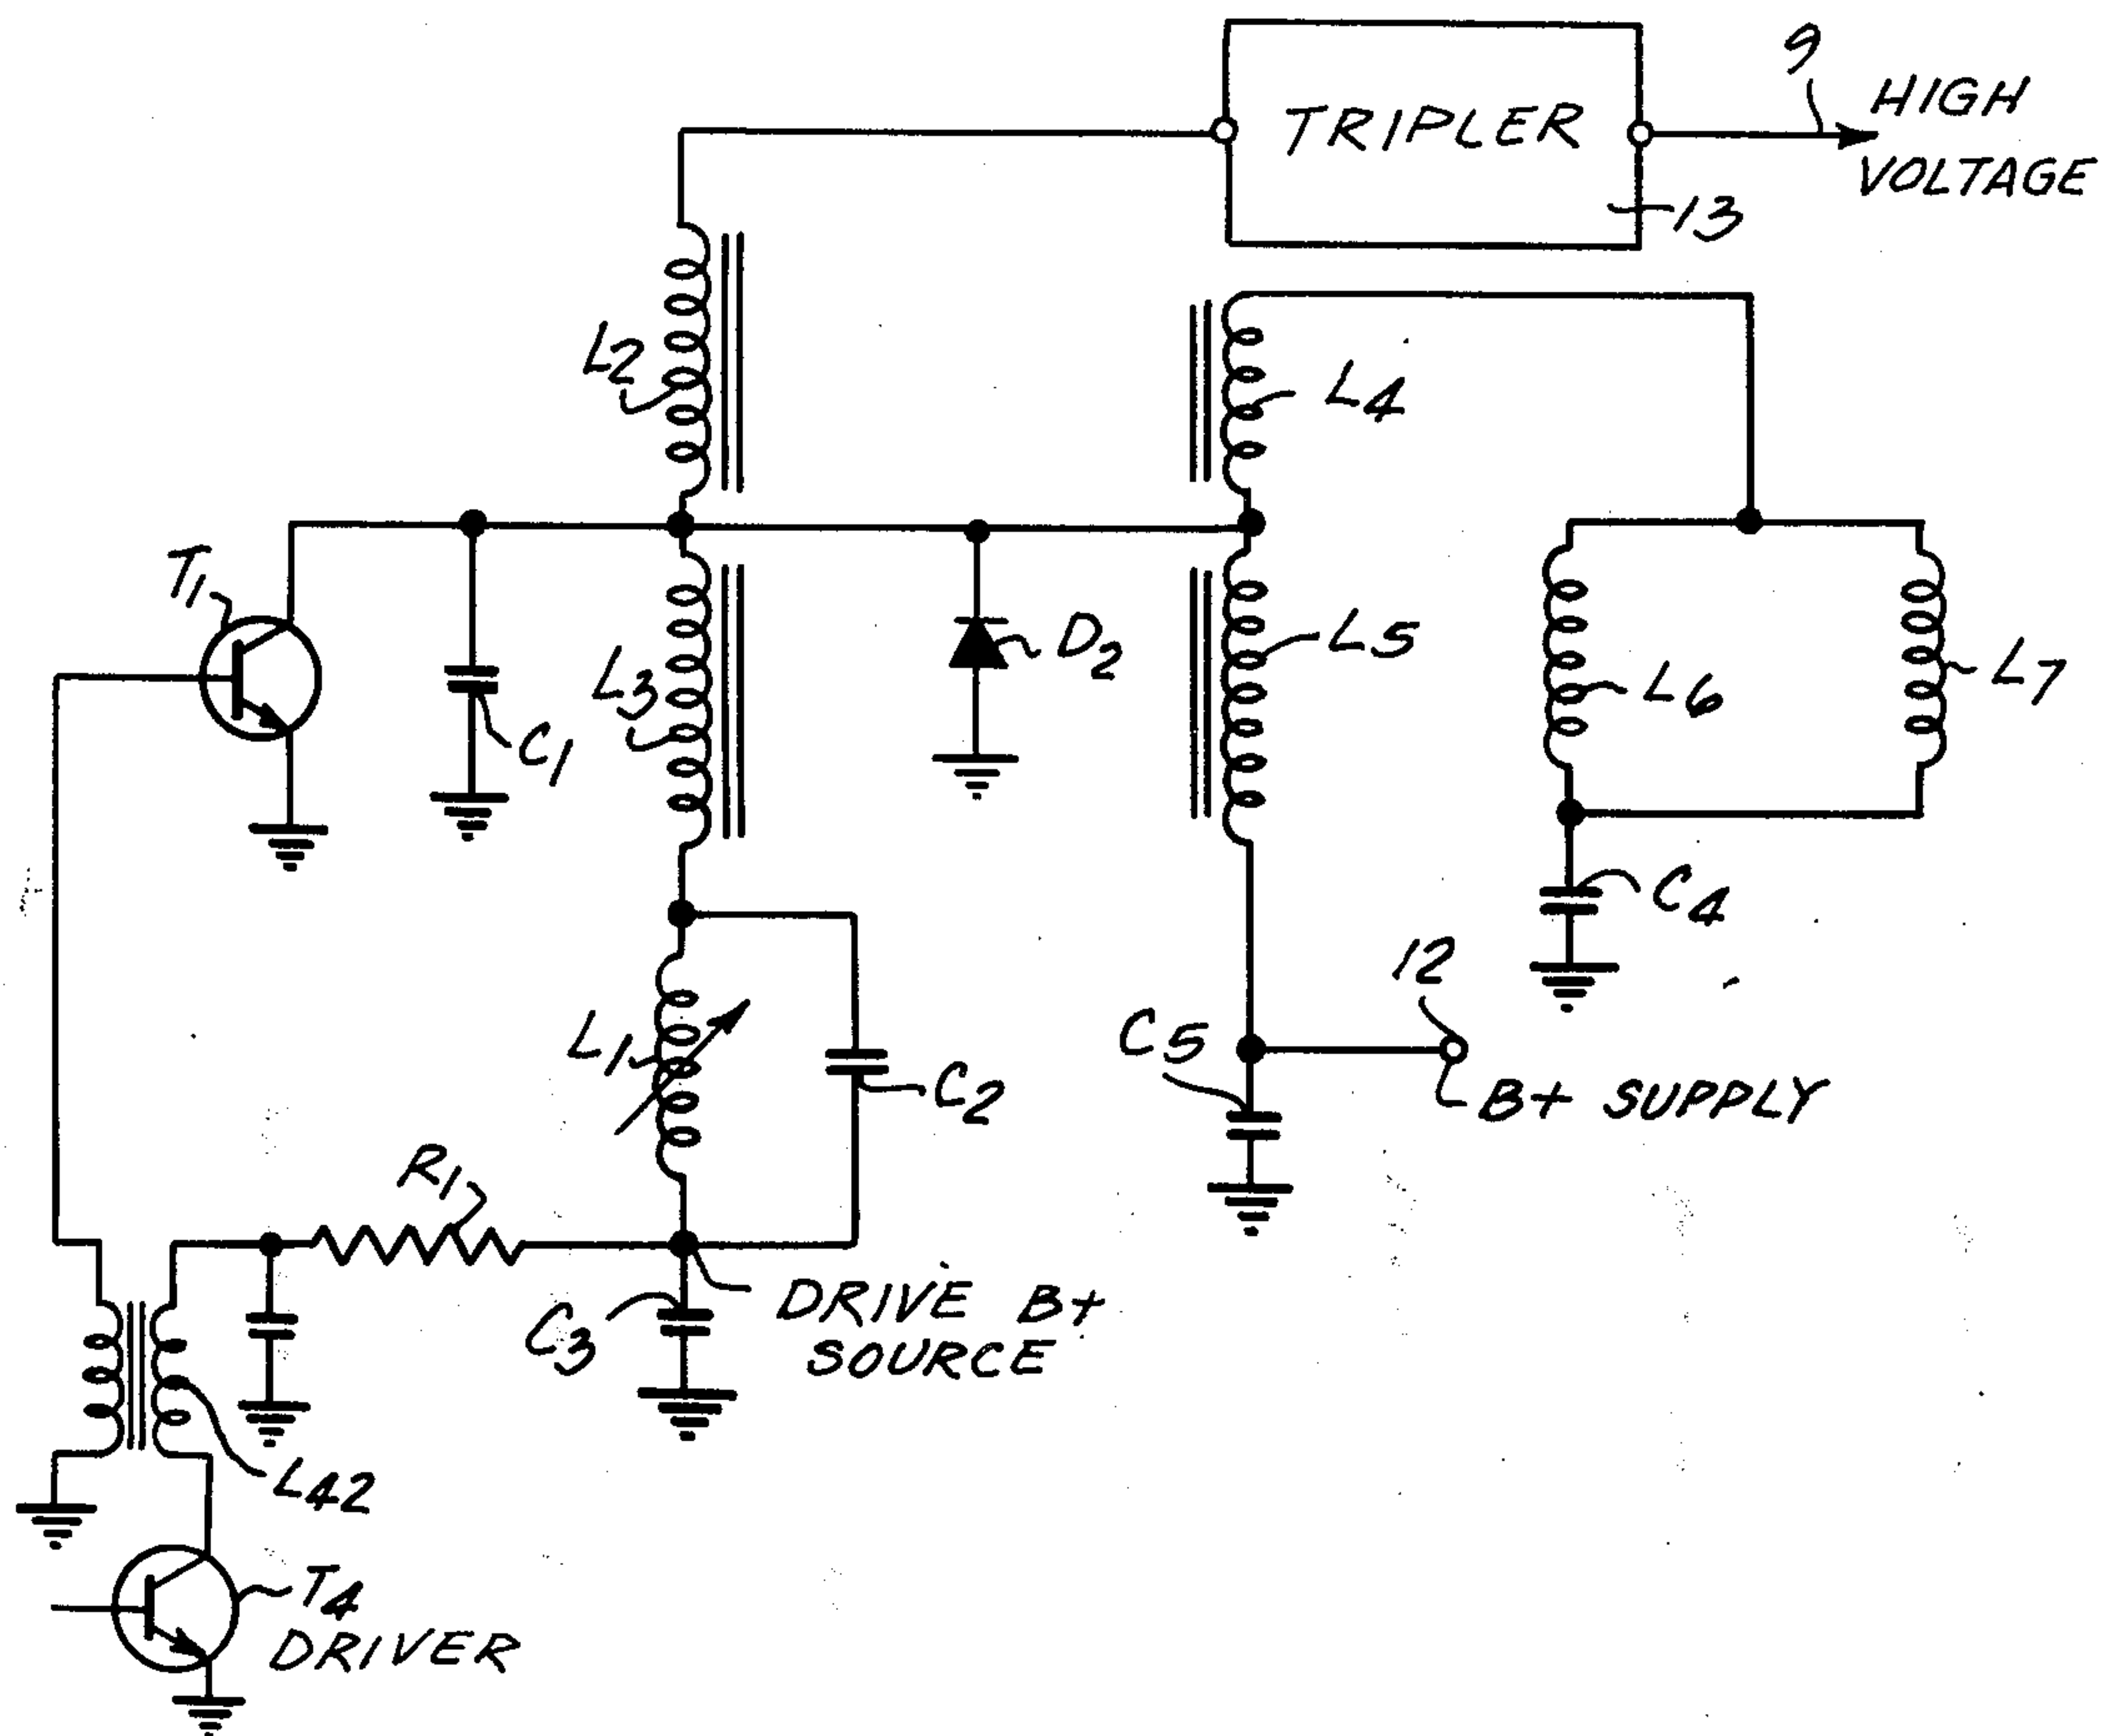 9
HIGH
VOLTAGE
TRIPLER
13
L2
L4
T1
C1
L3
D2
L5
L6
L7
C4
12
B+ SUPPLY
C5
L1
C2
R1
C3
DRIVE B+
SOURCE
L42
T4
DRIVER